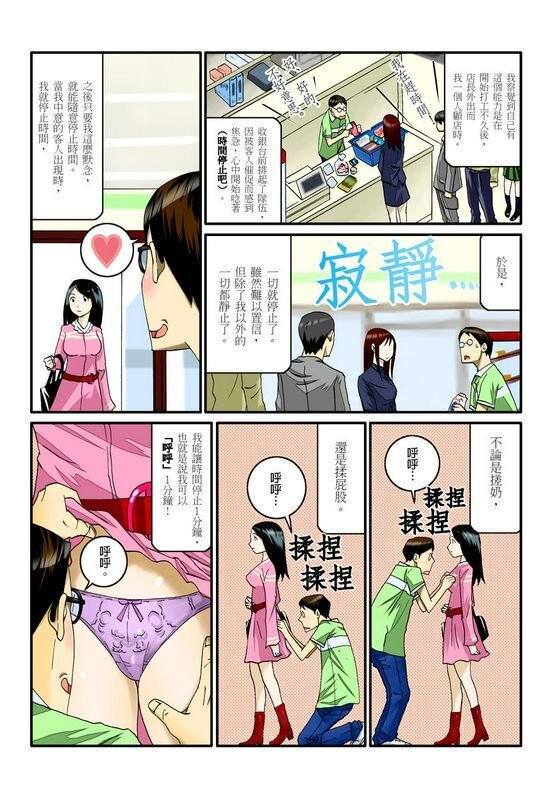 我察覺到自己有
這個能力是在
開始打工不久後，
店長外出而
我一個人顧店時。
我在趕時間
好的！
不好意思！
收銀台前排起了隊伍，
因被客人催促而感到
焦急，心中開始唸著
（時間停止吧）。
之後只要我這麼默念，
就能隨意停止時間。
當我中意的客人出現時，
我就停止時間，
於是，
寂靜‥‥
一切就停止了。
雖然難以置信，
但除了我以外的
一切都靜止了。
不論是搓奶，
呼呼…
揉捏
揉捏
還是揉屁股。
呼呼…
揉捏
揉捏
我能讓時間停止1分鐘，
也就是說我可以
「呼呼」1分鐘！
呼呼。